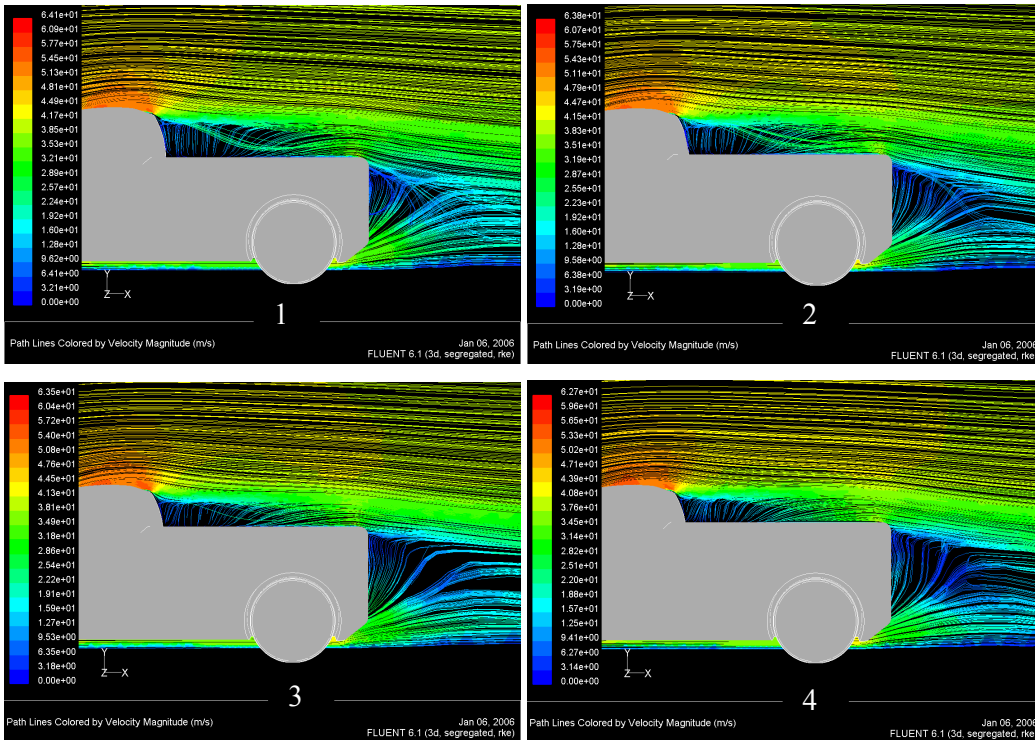 6.41e+01
6.09e+01
5.77e+01
5.45e+01
5.13e+01
4.81e+01
4.49e+01
4.17e+01
3.85e+01
3.53e+01
3.21e+01
2.89e+01
2.57e+01
2.24e+01
1.92e+01
1.60e+01
1.28e+01
9.62e+00
6.41e+00
3.21e+00
0.00e+00
Y
Z X
1
Path Lines Colored by Velocity Magnitude (m/s)
Jan 06, 2006
FLUENT 6.1 (3d, segregated, rke)
6.38e+01
6.07e+01
5.75e+01
5.43e+01
5.11e+01
4.79e+01
4.47e+01
4.15e+01
3.83e+01
3.51e+01
3.19e+01
2.87e+01
2.55e+01
2.23e+01
1.92e+01
1.60e+01
1.28e+01
9.58e+00
6.38e+00
3.19e+00
0.00e+00
Y
Z X
2
Path Lines Colored by Velocity Magnitude (m/s)
Jan 06, 2006
FLUENT 6.1 (3d, segregated, rke)
6.35e+01
6.04e+01
5.72e+01
5.40e+01
5.08e+01
4.76e+01
4.45e+01
4.13e+01
3.81e+01
3.49e+01
3.18e+01
2.86e+01
2.54e+01
2.22e+01
1.91e+01
1.59e+01
1.27e+01
9.53e+00
6.35e+00
3.18e+00
0.00e+00
Y
Z X
3
Path Lines Colored by Velocity Magnitude (m/s)
Jan 06, 2006
FLUENT 6.1 (3d, segregated, rke)
6.27e+01
5.96e+01
5.65e+01
5.33e+01
5.02e+01
4.71e+01
4.39e+01
4.08e+01
3.76e+01
3.45e+01
3.14e+01
2.82e+01
2.51e+01
2.20e+01
1.88e+01
1.57e+01
1.25e+01
9.41e+00
6.27e+00
3.14e+00
0.00e+00
Y
Z X
4
Path Lines Colored by Velocity Magnitude (m/s)
Jan 06, 2006
FLUENT 6.1 (3d, segregated, rke)